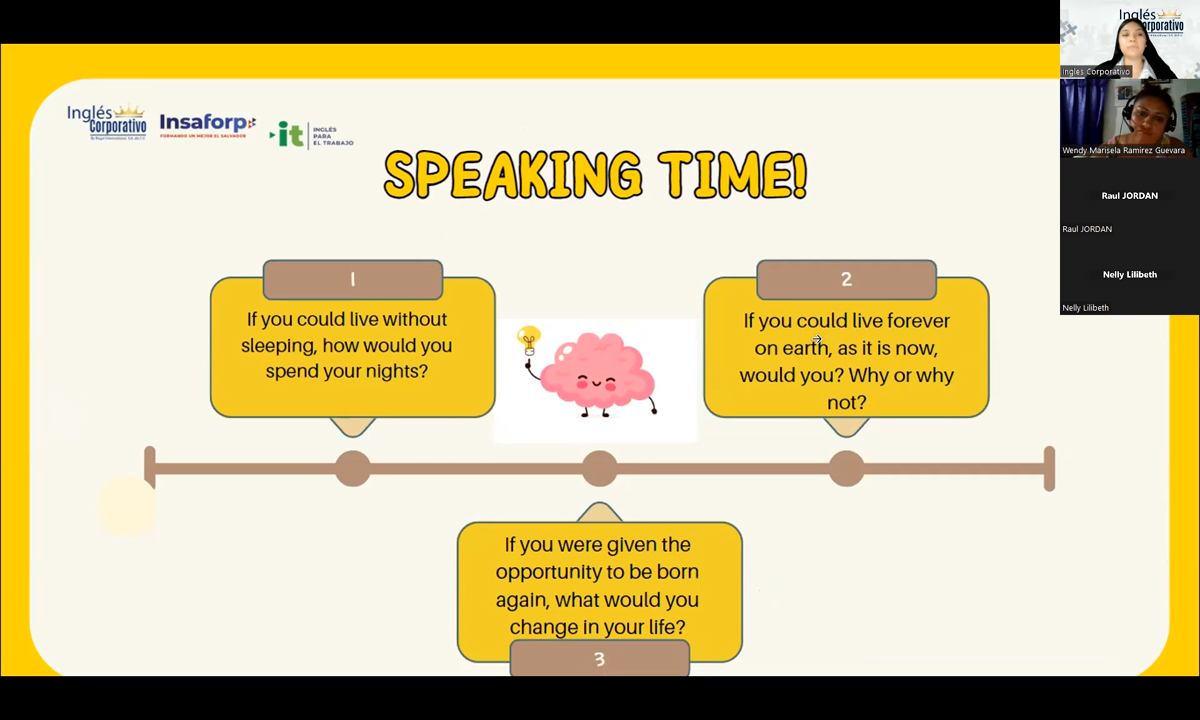 Inglés
Corporativo
Insaforp
FORMANDO UN MEJOR EL SALVADOR
it
INGLÉS
PARA
EL TRABAJO
SPEAKING TIME!
1
If you could live without
sleeping, how would you
spend your nights?
2
If you could live forever
on earth, as it is now,
would you? Why or why
not?
If you were given the
opportunity to be born
again, what would you
change in your life?
3
Inglés
Corporativo
Ingles Corporativo
Wendy Marisela Ramirez Guevara
Raul JORDAN
Raul JORDAN
Nelly Lilibeth
Nelly Lilibeth